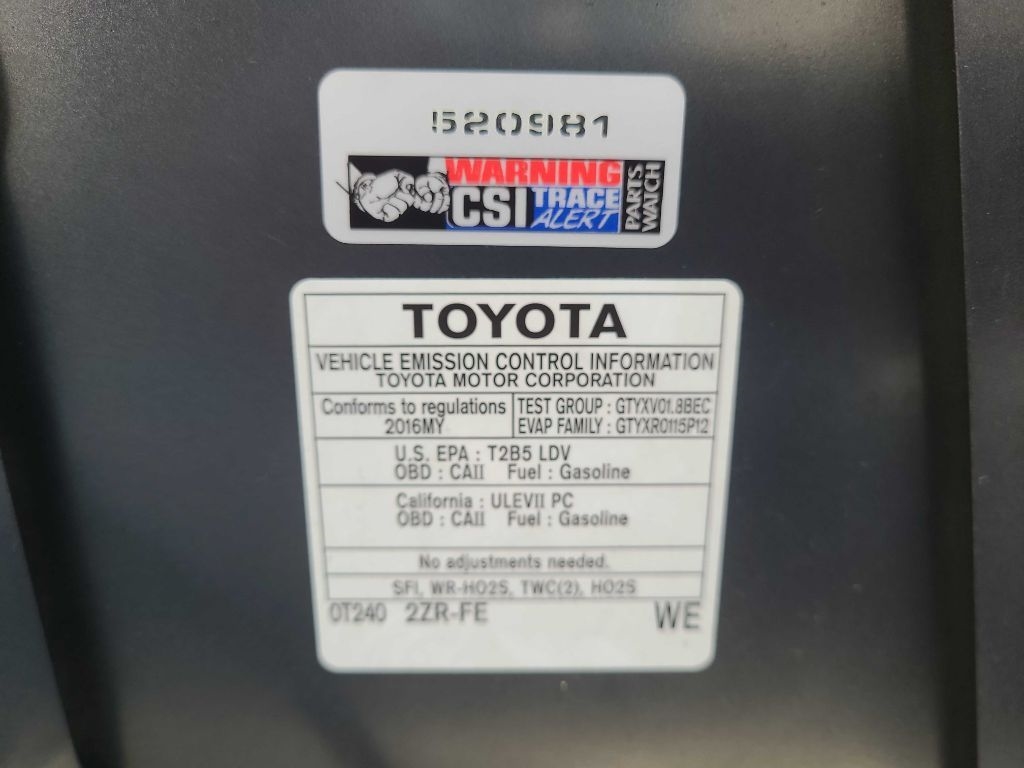 520981
WARNING
CSI TRACE
ALERT
PARTS
WATCH
TOYOTA
VEHICLE EMISSION CONTROL INFORMATION
TOYOTA MOTOR CORPORATION
Conforms to regulations
2016MY
TEST GROUP : GTYXV01.8BEC
EVAP FAMILY : GTYXR0115P12
U.S. EPA : T2B5 LDV
OBD : CAII Fuel : Gasoline
California : ULEVII PC
OBD : CAII Fuel : Gasoline
No adjustments needed.
SFI, WR-HO2S, TWC(2), HO2S
0T240 2ZR-FE WE